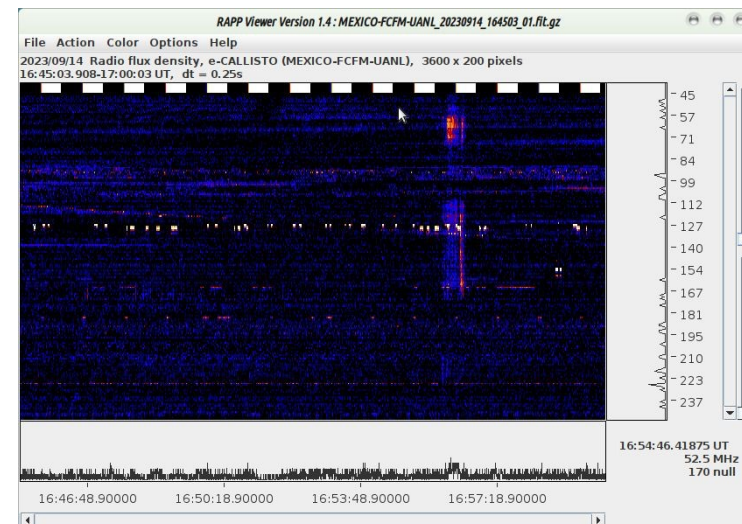 RAPP Viewer Version 1.4 : MEXICO-FCFM-UANL_20230914_164503_01.fit.gz
File Action Color Options Help
2023/09/14 Radio flux density, e-CALLISTO (MEXICO-FCFM-UANL), 3600 x 200 pixels
16:45:03.908-17:00:03 UT, dt = 0.25s
45
57
71
84
99
112
127
140
154
167
181
195
210
223
237
16:54:46.41875 UT
52.5 MHz
170 null
16:46:48.90000 16:50:18.90000 16:53:48.90000 16:57:18.90000